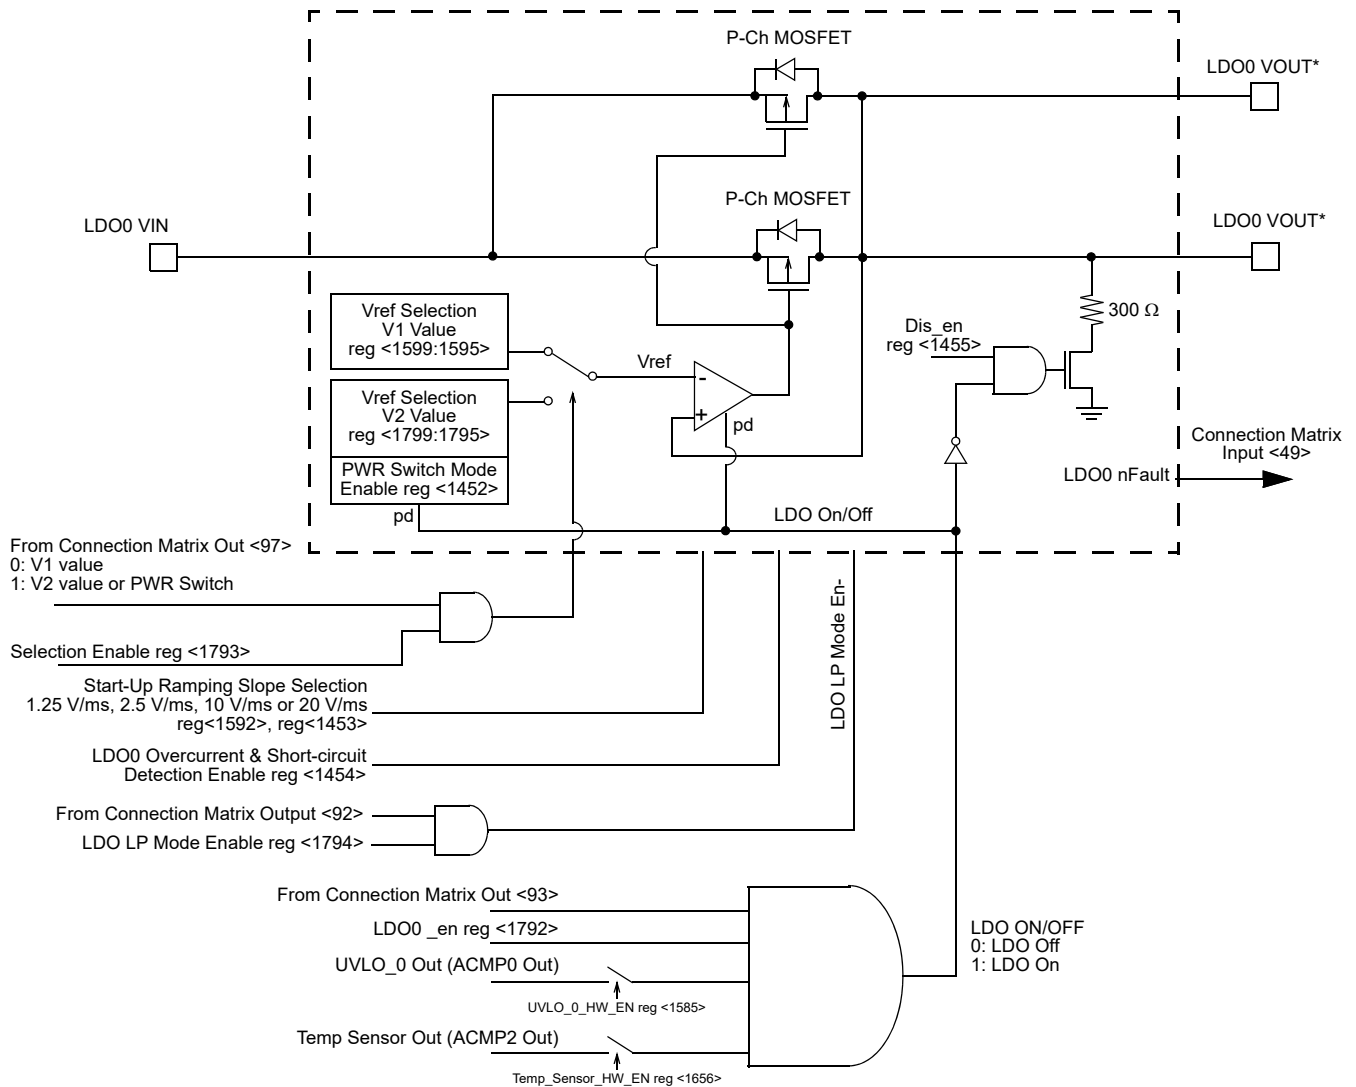 P-Ch MOSFET
LDO0 VOUT*
P-Ch MOSFET
LDO0 VIN
LDO0 VOUT*
Vref Selection
V1 Value
reg <1599:1595>
300 Ω
Dis_en
reg <1455>
Vref
-
+
pd
Vref Selection
V2 Value
reg <1799:1795>
PWR Switch Mode
Enable reg <1452>
pd
Connection Matrix
Input <49>
LDO0 nFault
LDO On/Off
From Connection Matrix Out <97>
0: V1 value
1: V2 value or PWR Switch
Selection Enable reg <1793>
LDO LP Mode En-
Start-Up Ramping Slope Selection
1.25 V/ms, 2.5 V/ms, 10 V/ms or 20 V/ms
reg<1592>, reg<1453>
LDO0 Overcurrent & Short-circuit
Detection Enable reg <1454>
From Connection Matrix Output <92>
LDO LP Mode Enable reg <1794>
From Connection Matrix Out <93>
LDO0 _en reg <1792>
UVLO_0 Out (ACMP0 Out)
UVLO_0_HW_EN reg <1585>
Temp Sensor Out (ACMP2 Out)
Temp_Sensor_HW_EN reg <1656>
LDO ON/OFF
0: LDO Off
1: LDO On